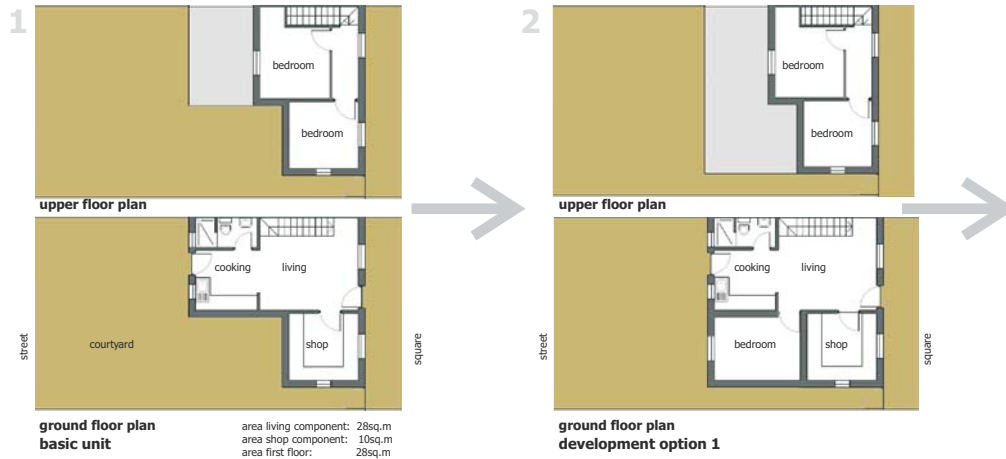 1
bedroom
bedroom
upper floor plan
cooking
living
street
courtyard
shop
square
ground floor plan
basic unit
area living component: 28sq.m
area shop component: 10sq.m
area first floor: 28sq.m
2
bedroom
bedroom
upper floor plan
cooking
living
street
bedroom
shop
square
ground floor plan
development option 1